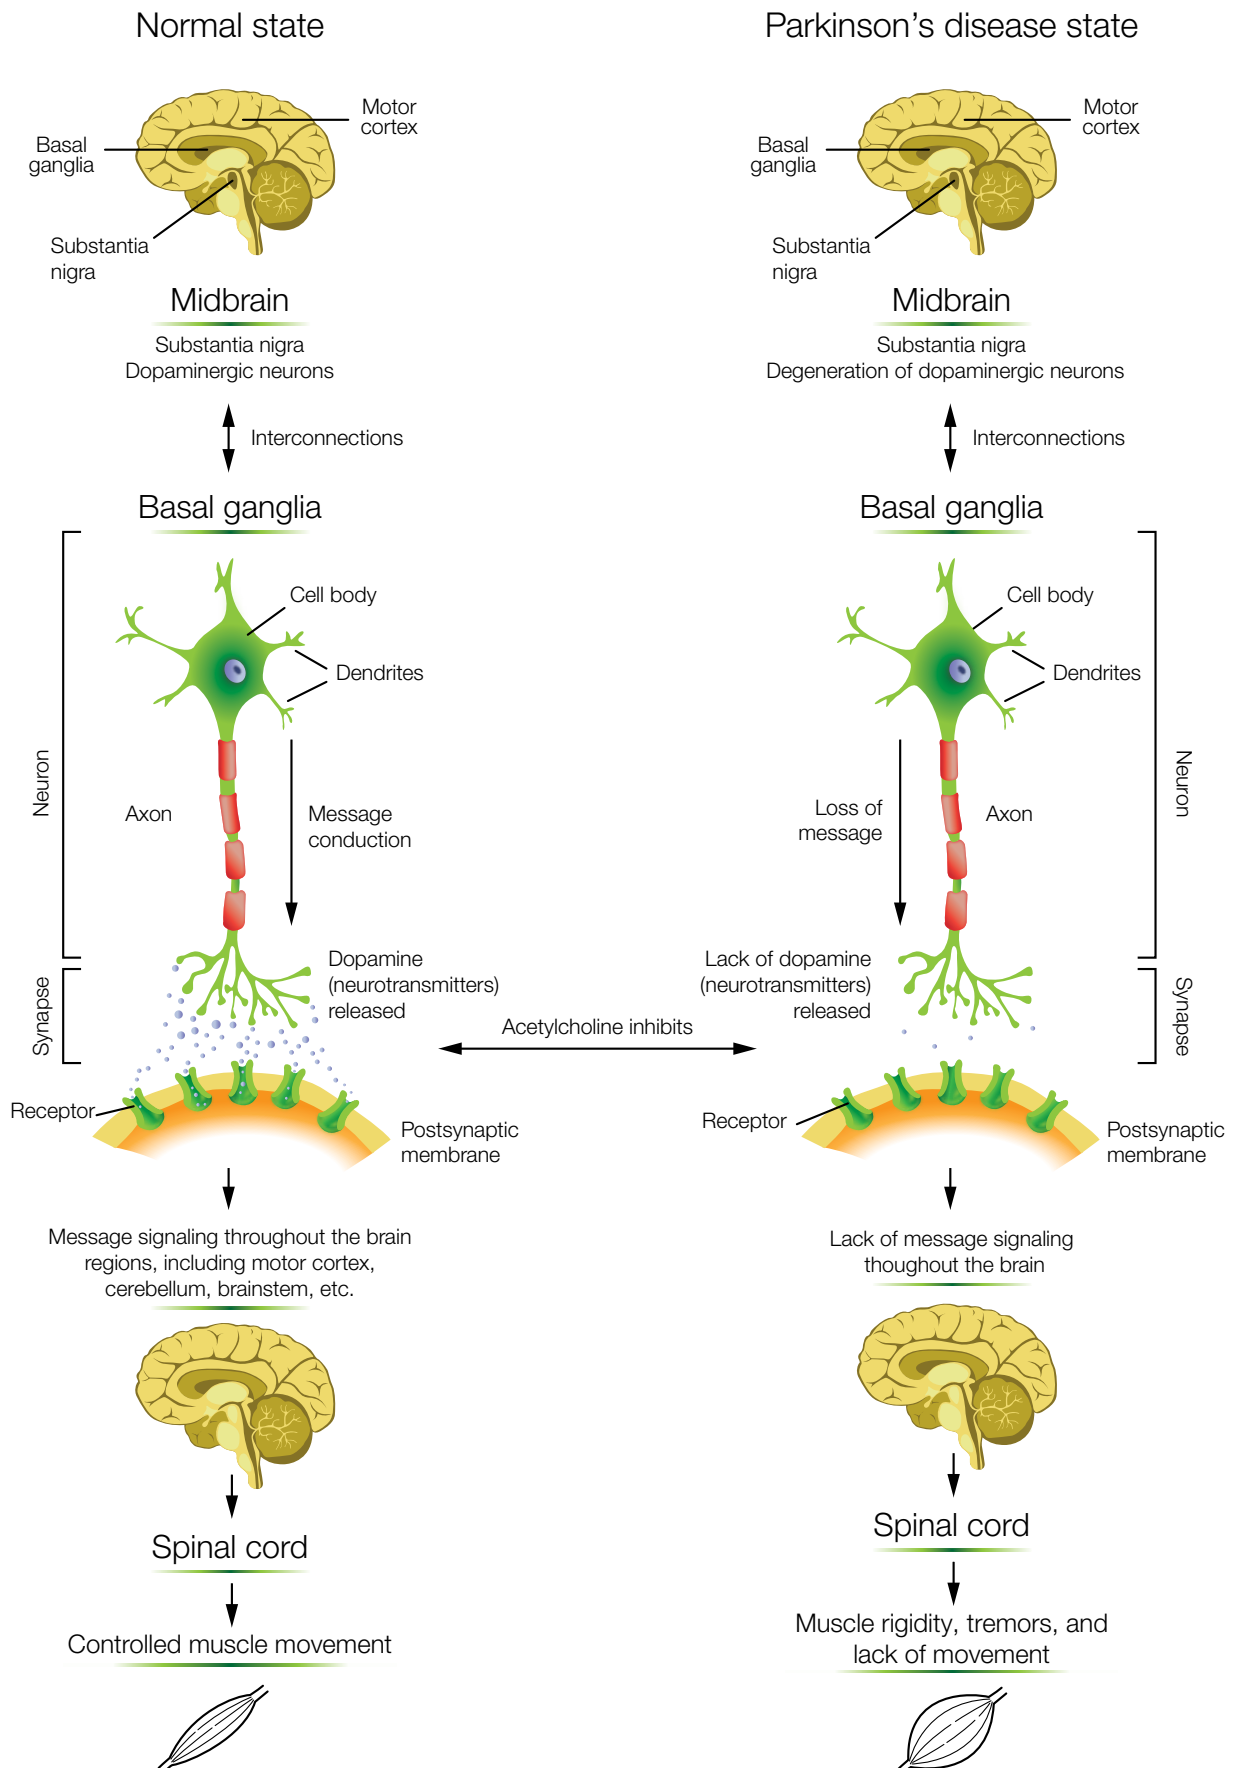 Normal state
Motor
cortex
Basal
ganglia
Substantia
nigra
Midbrain
Substantia nigra
Dopaminergic neurons
Interconnections
Basal ganglia
Cell body
Dendrites
Neuron
Axon
Message
conduction
Dopamine
(neurotransmitters)
released
Synapse
Receptor
Postsynaptic
membrane
Message signaling throughout the brain
regions, including motor cortex,
cerebellum, brainstem, etc.
Spinal cord
Controlled muscle movement
Acetylcholine inhibits
Parkinson's disease state
Motor
cortex
Basal
ganglia
Substantia
nigra
Midbrain
Substantia nigra
Degeneration of dopaminergic neurons
Interconnections
Basal ganglia
Cell body
Dendrites
Neuron
Loss of
message
Axon
Lack of dopamine
(neurotransmitters)
released
Synapse
Receptor
Postsynaptic
membrane
Lack of message signaling
thoughout the brain
Spinal cord
Muscle rigidity, tremors, and
lack of movement